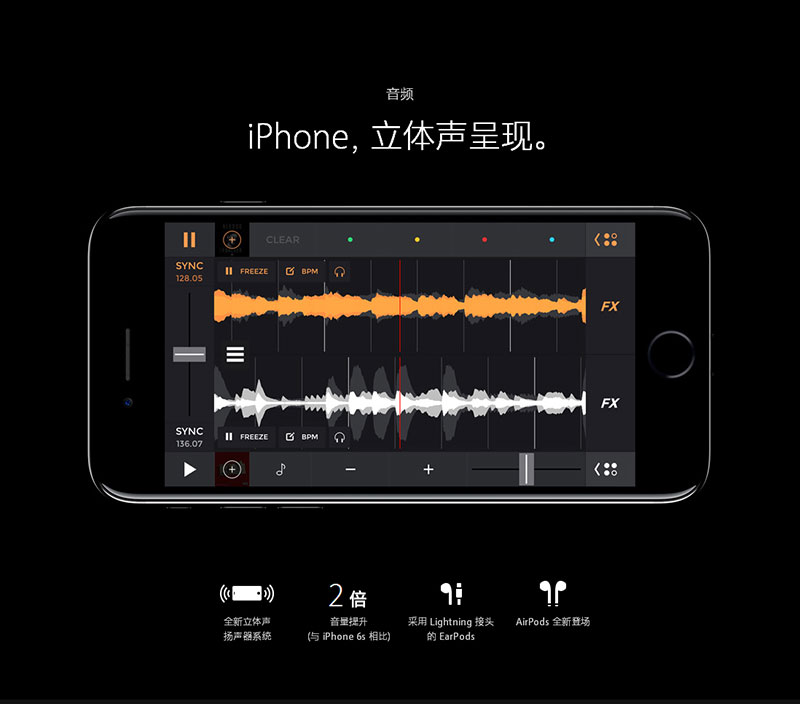 音频
iPhone, 立体声呈现。
CLEAR
SYNC
128.05
FREEZE
BPM
FX
FX
SYNC
136.07
FREEZE
BPM
2 倍
全新立体声
扬声器系统
音量提升
(与 iPhone 6s 相比)
采用 Lightning 接头
的 EarPods
AirPods 全新登场